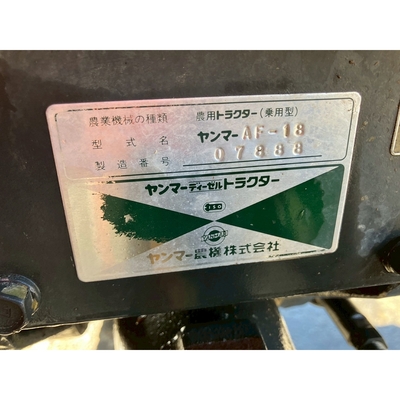 農業機械の種類 農用トラクター(乗用型)
型式名 ヤンマーAF-18
製造番号 07888
ヤンマーディーゼルトラクター
ISO
YANMAR
ヤンマー農機株式会社